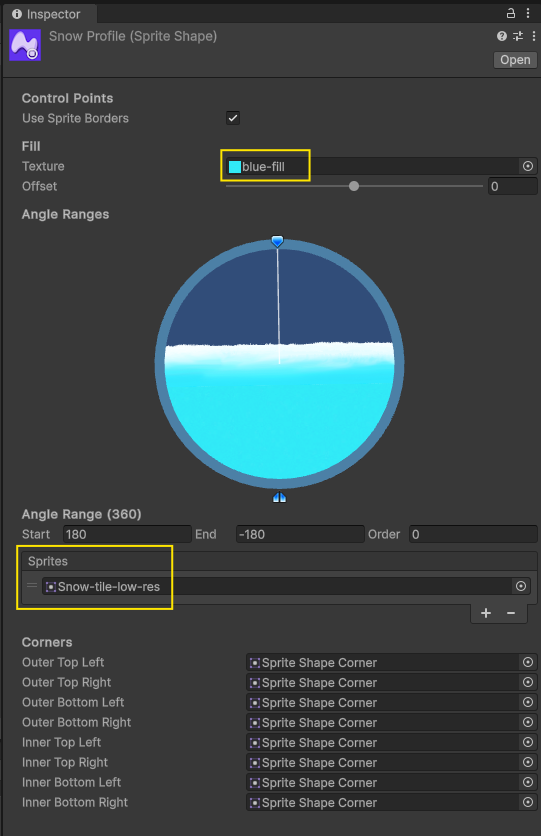 Inspector
Snow Profile (Sprite Shape)
Open
Control Points
Use Sprite Borders
Fill
Texture blue-fill
Offset 0
Angle Ranges
Angle Range (360)
Start 180 End -180 Order 0
Sprites
Snow-tile-low-res
Corners
Outer Top Left Sprite Shape Corner
Outer Top Right Sprite Shape Corner
Outer Bottom Left Sprite Shape Corner
Outer Bottom Right Sprite Shape Corner
Inner Top Left Sprite Shape Corner
Inner Top Right Sprite Shape Corner
Inner Bottom Left Sprite Shape Corner
Inner Bottom Right Sprite Shape Corner